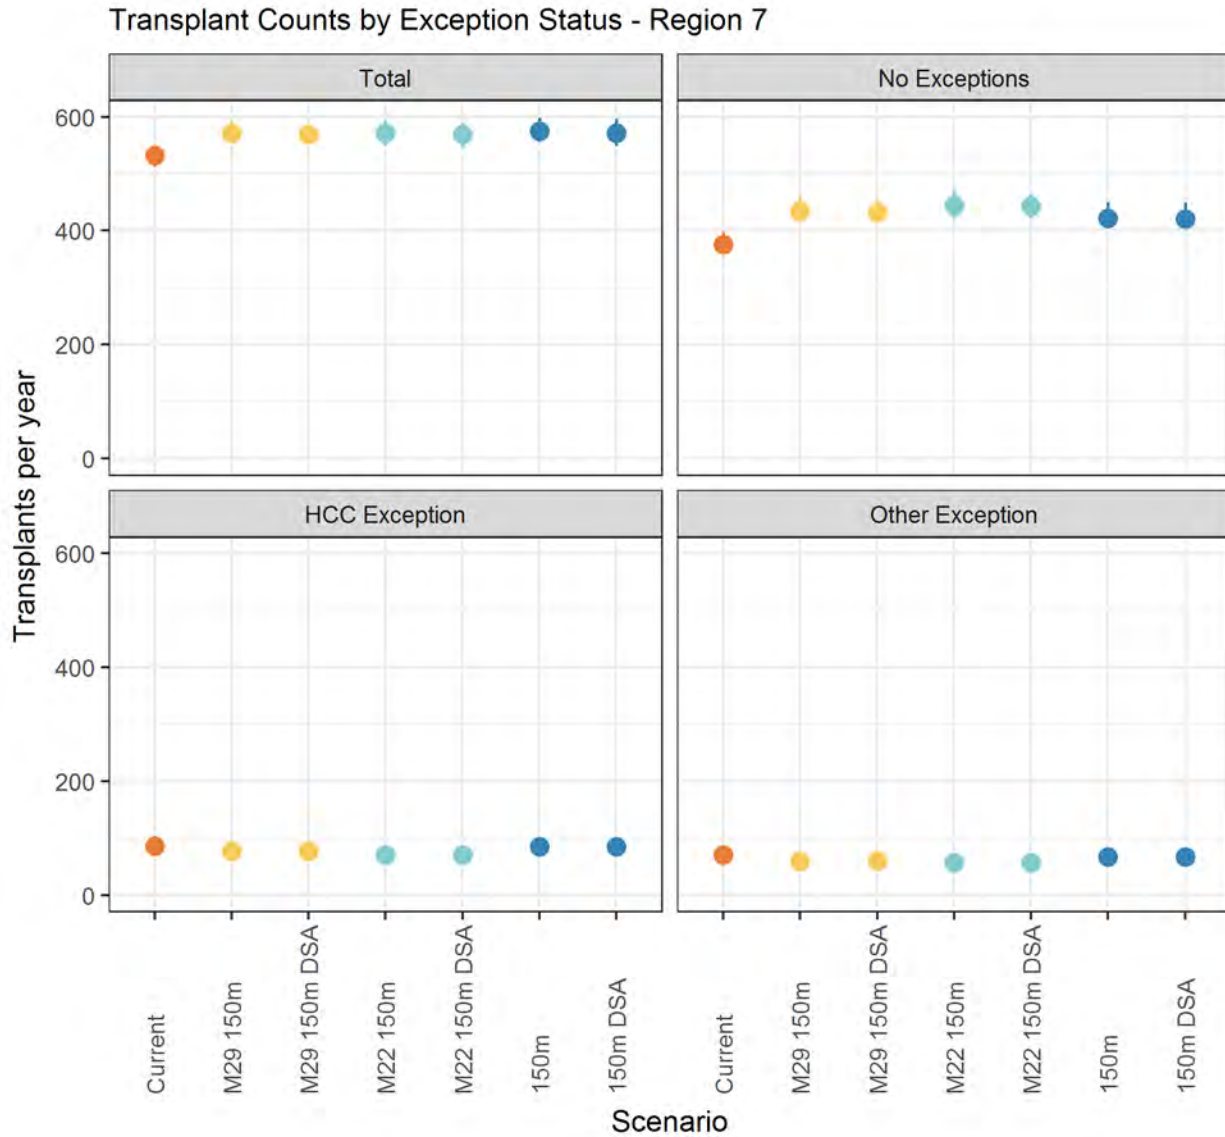 Transplant Counts by Exception Status - Region 7
Total
No Exceptions
600
400
200
0
HCC Exception
Other Exception
600
400
200
0
Transplants per year
Current
M29 150m
M29 150m DSA
M22 150m
M22 150m DSA
150m
150m DSA
Current
M29 150m
M29 150m DSA
M22 150m
M22 150m DSA
150m
150m DSA
Scenario